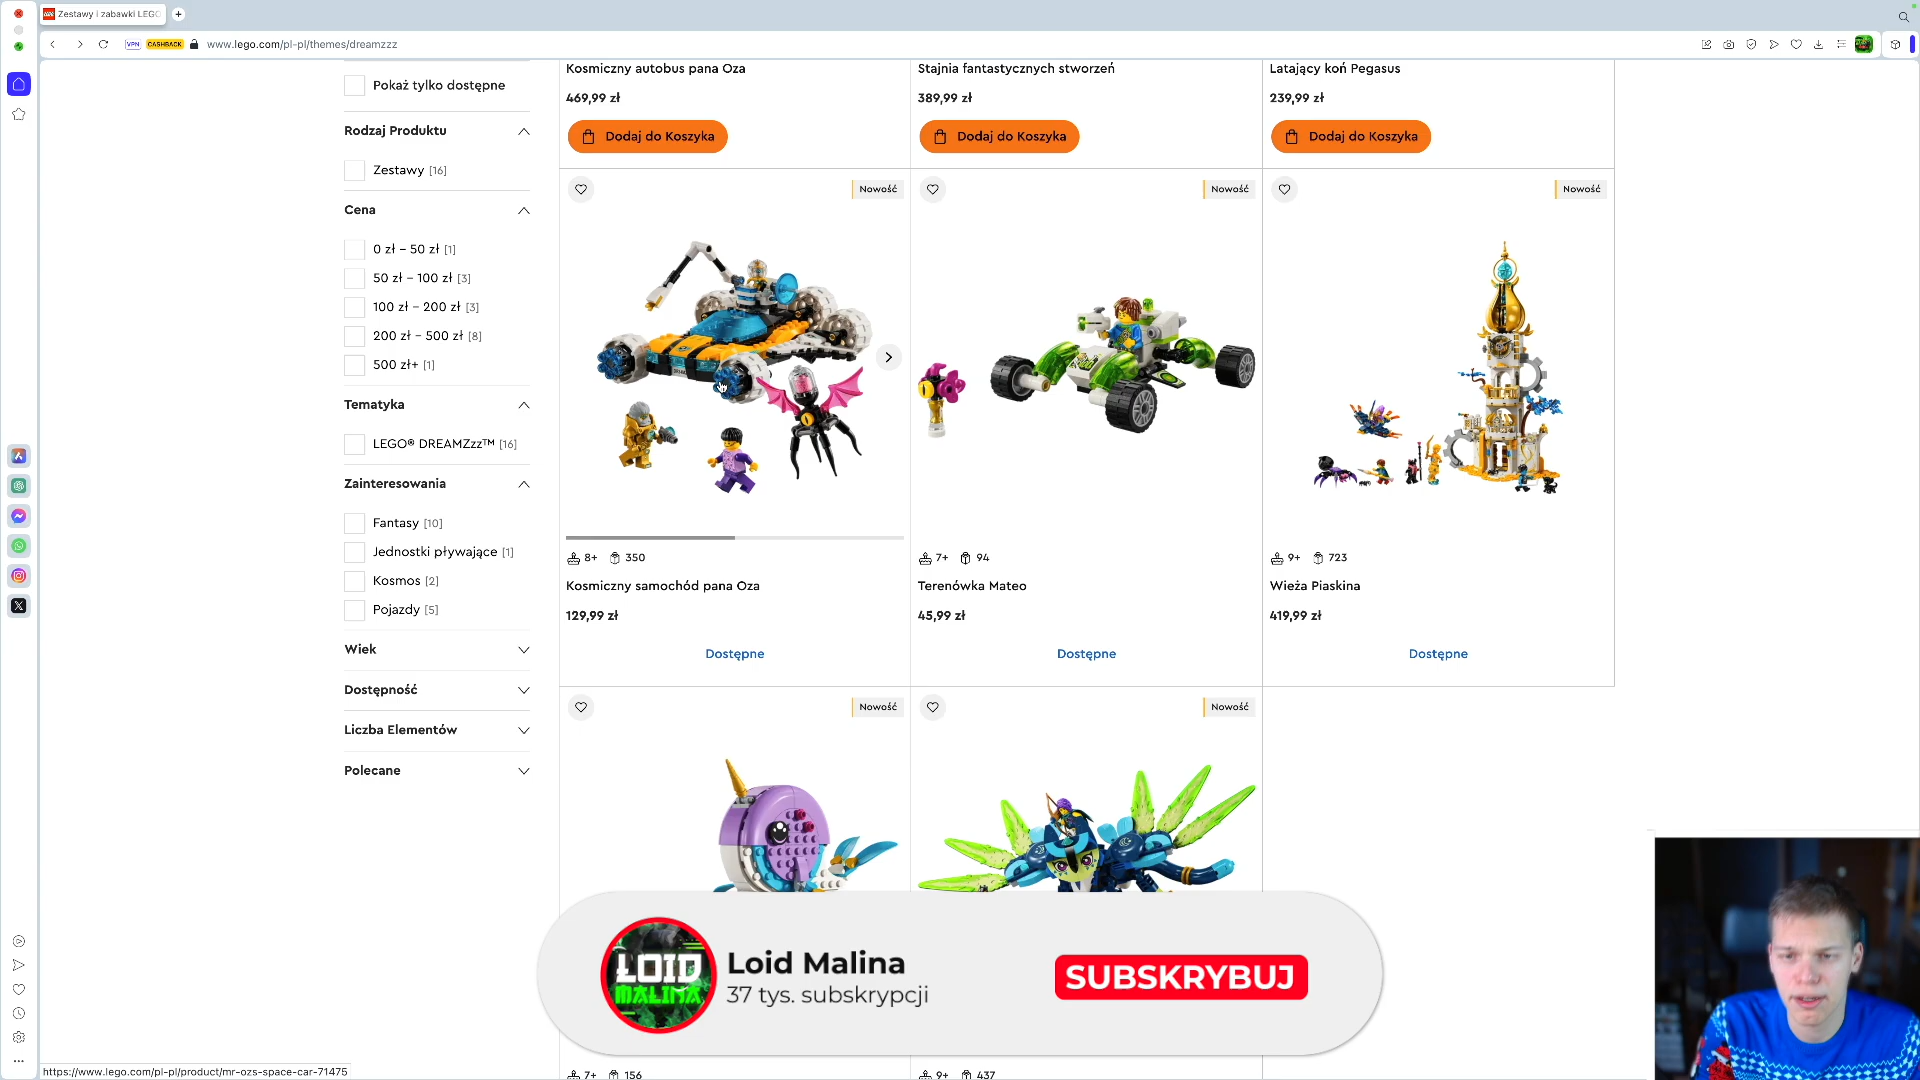 Zestawy i zabawki LEGO
VPN CASHBACK www.lego.com/pl-pl/themes/dreamzzz
Pokaż tylko dostępne
Rodzaj Produktu
Zestawy [16]
Cena
0 zł – 50 zł [1]
50 zł – 100 zł [3]
100 zł – 200 zł [3]
200 zł – 500 zł [8]
500 zł+ [1]
Tematyka
LEGO® DREAMZzz™ [16]
Zainteresowania
Fantasy [10]
Jednostki pływające [1]
Kosmos [2]
Pojazdy [5]
Wiek
Dostępność
Liczba Elementów
Polecane
Kosmiczny autobus pana Oza
469,99 zł
Dodaj do Koszyka
Stajnia fantastycznych stworzeń
389,99 zł
Dodaj do Koszyka
Latający koń Pegasus
239,99 zł
Dodaj do Koszyka
Nowość
8+ 350
Kosmiczny samochód pana Oza
129,99 zł
Dostępne
Nowość
7+ 94
Terenówka Mateo
45,99 zł
Dostępne
Nowość
9+ 723
Wieża Piaskina
419,99 zł
Dostępne
Nowość
7+ 156
Nowość
9+ 437
LOID
MALINA
Loid Malina
37 tys. subskrypcji
SUBSKRYBUJ
https://www.lego.com/pl-pl/product/mr-ozs-space-car-71475